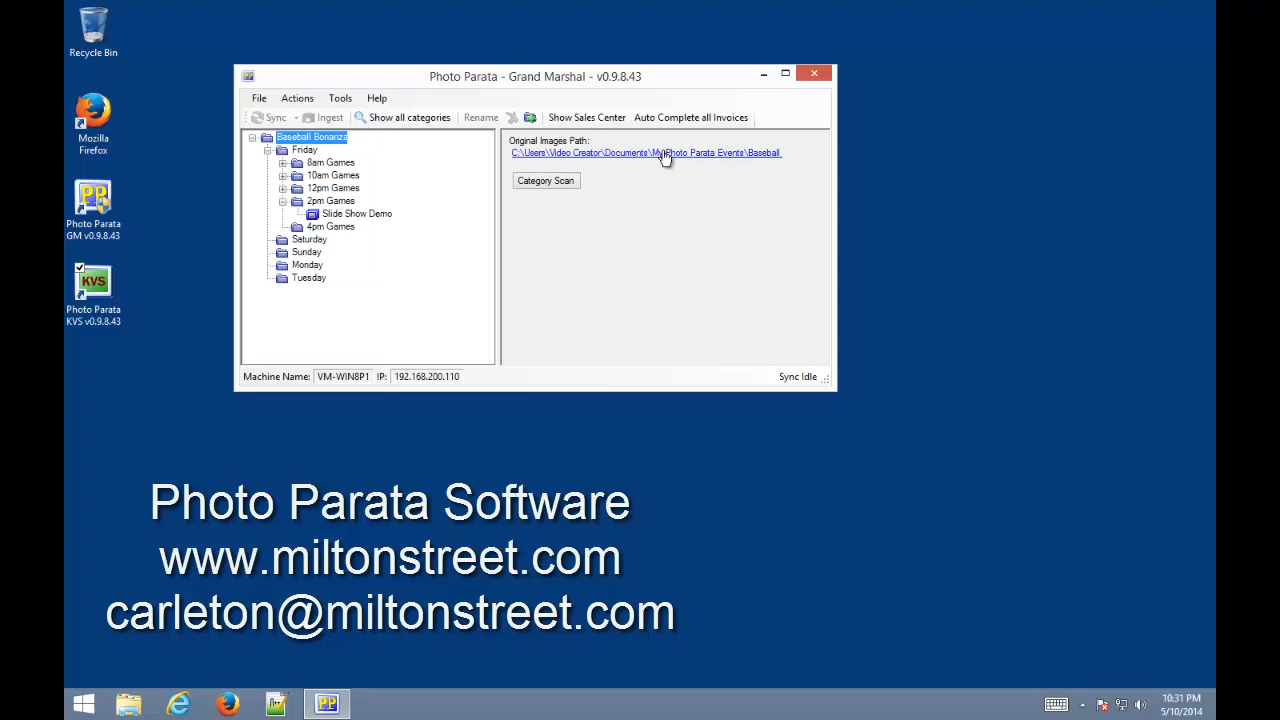 Recycle Bin
Mozilla
Firefox
Photo Parata
GM v0.9.8.43
KVS
Photo Parata
KVS v0.9.8.43
Photo Parata - Grand Marshal - v0.9.8.43
File Actions Tools Help
Sync Ingest Show all categories Rename Show Sales Center Auto Complete all Invoices
Baseball Bonanza
Friday
8am Games
10am Games
12pm Games
2pm Games
Slide Show Demo
4pm Games
Saturday
Sunday
Monday
Tuesday
Original Images Path:
C:\Users\Video Creator\Documents\My Photo Parata Events\Baseball
Category Scan
Machine Name: VM-WIN8P1 IP: 192.168.200.110 Sync Idle
Photo Parata Software
www.miltonstreet.com
carleton@miltonstreet.com
PP
10:31 PM
5/10/2014